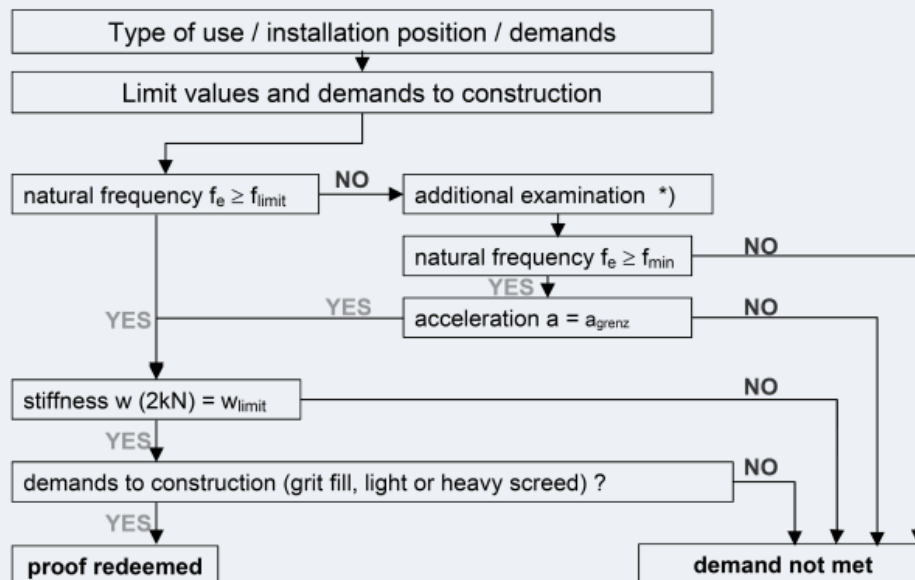 Type of use / installation position / demands
Limit values and demands to construction
natural frequency fe ≥ flimit
NO
additional examination *)
natural frequency fe ≥ fmin
NO
YES
YES
YES
acceleration a = agrenz
NO
stiffness w (2kN) = wlimit
NO
YES
demands to construction (grit fill, light or heavy screed) ?
NO
YES
proof redeemed
demand not met